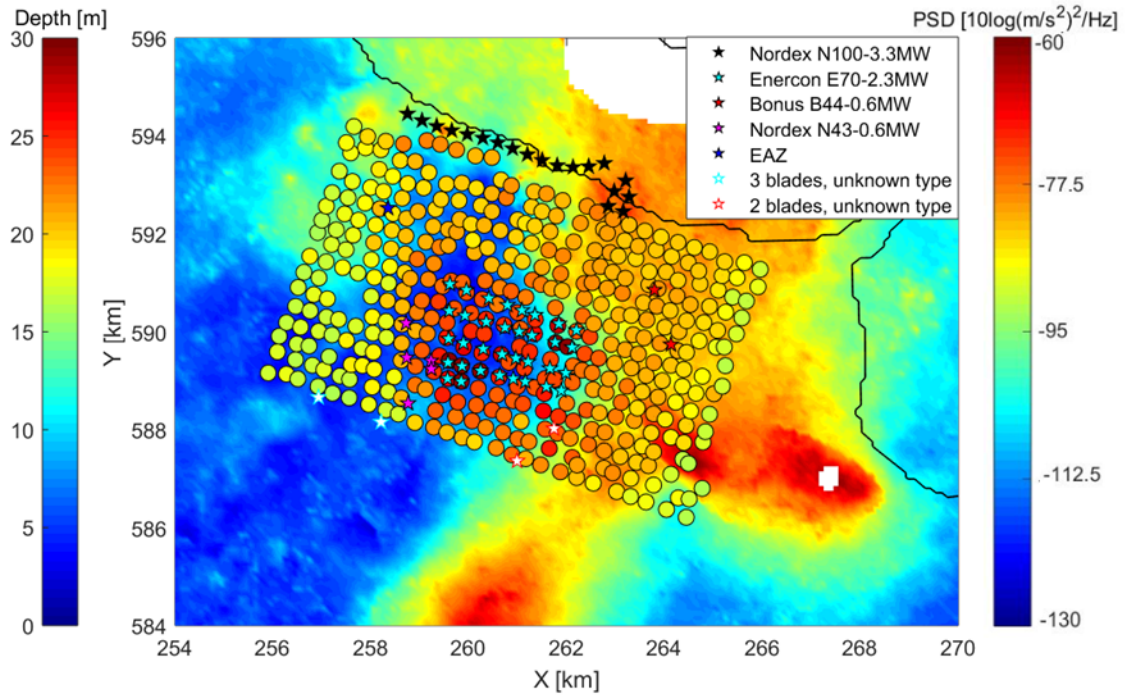 Depth [m]
PSD [10log(m/s²)²/Hz]
30
25
20
15
10
5
0
596
594
592
590
588
586
584
Y [km]
Nordex N100-3.3MW
Enercon E70-2.3MW
Bonus B44-0.6MW
Nordex N43-0.6MW
EAZ
3 blades, unknown type
2 blades, unknown type
-60
-77.5
-95
-112.5
-130
254
256
258
260
262
264
266
268
270
X [km]